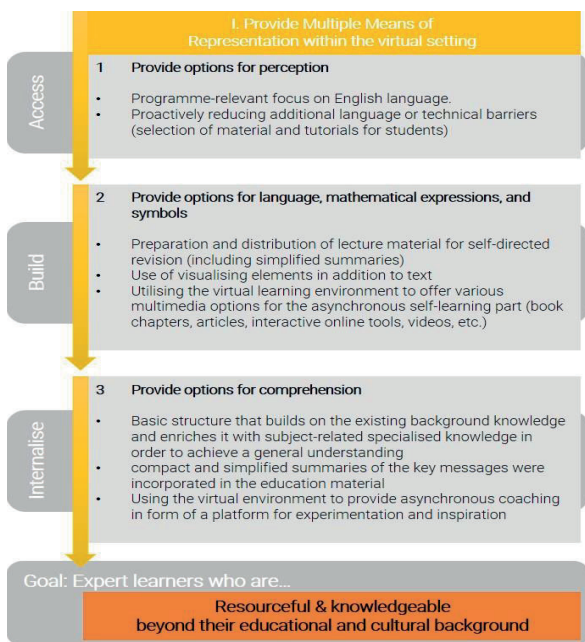 I. Provide Multiple Means of
Representation within the virtual setting
Access
1 Provide options for perception
• Programme-relevant focus on English language.
• Proactively reducing additional language or technical barriers
(selection of material and tutorials for students)
Build
2 Provide options for language, mathematical expressions, and
symbols
• Preparation and distribution of lecture material for self-directed
revision (including simplified summaries)
• Use of visualising elements in addition to text
• Utilising the virtual learning environment to offer various
multimedia options for the asynchronous self-learning part (book
chapters, articles, interactive online tools, videos, etc.)
Internalise
3 Provide options for comprehension
• Basic structure that builds on the existing background knowledge
and enriches it with subject-related specialised knowledge in
order to achieve a general understanding
• compact and simplified summaries of the key messages were
incorporated in the education material
• Using the virtual environment to provide asynchronous coaching
in form of a platform for experimentation and inspiration
Goal: Expert learners who are...
Resourceful & knowledgeable
beyond their educational and cultural background